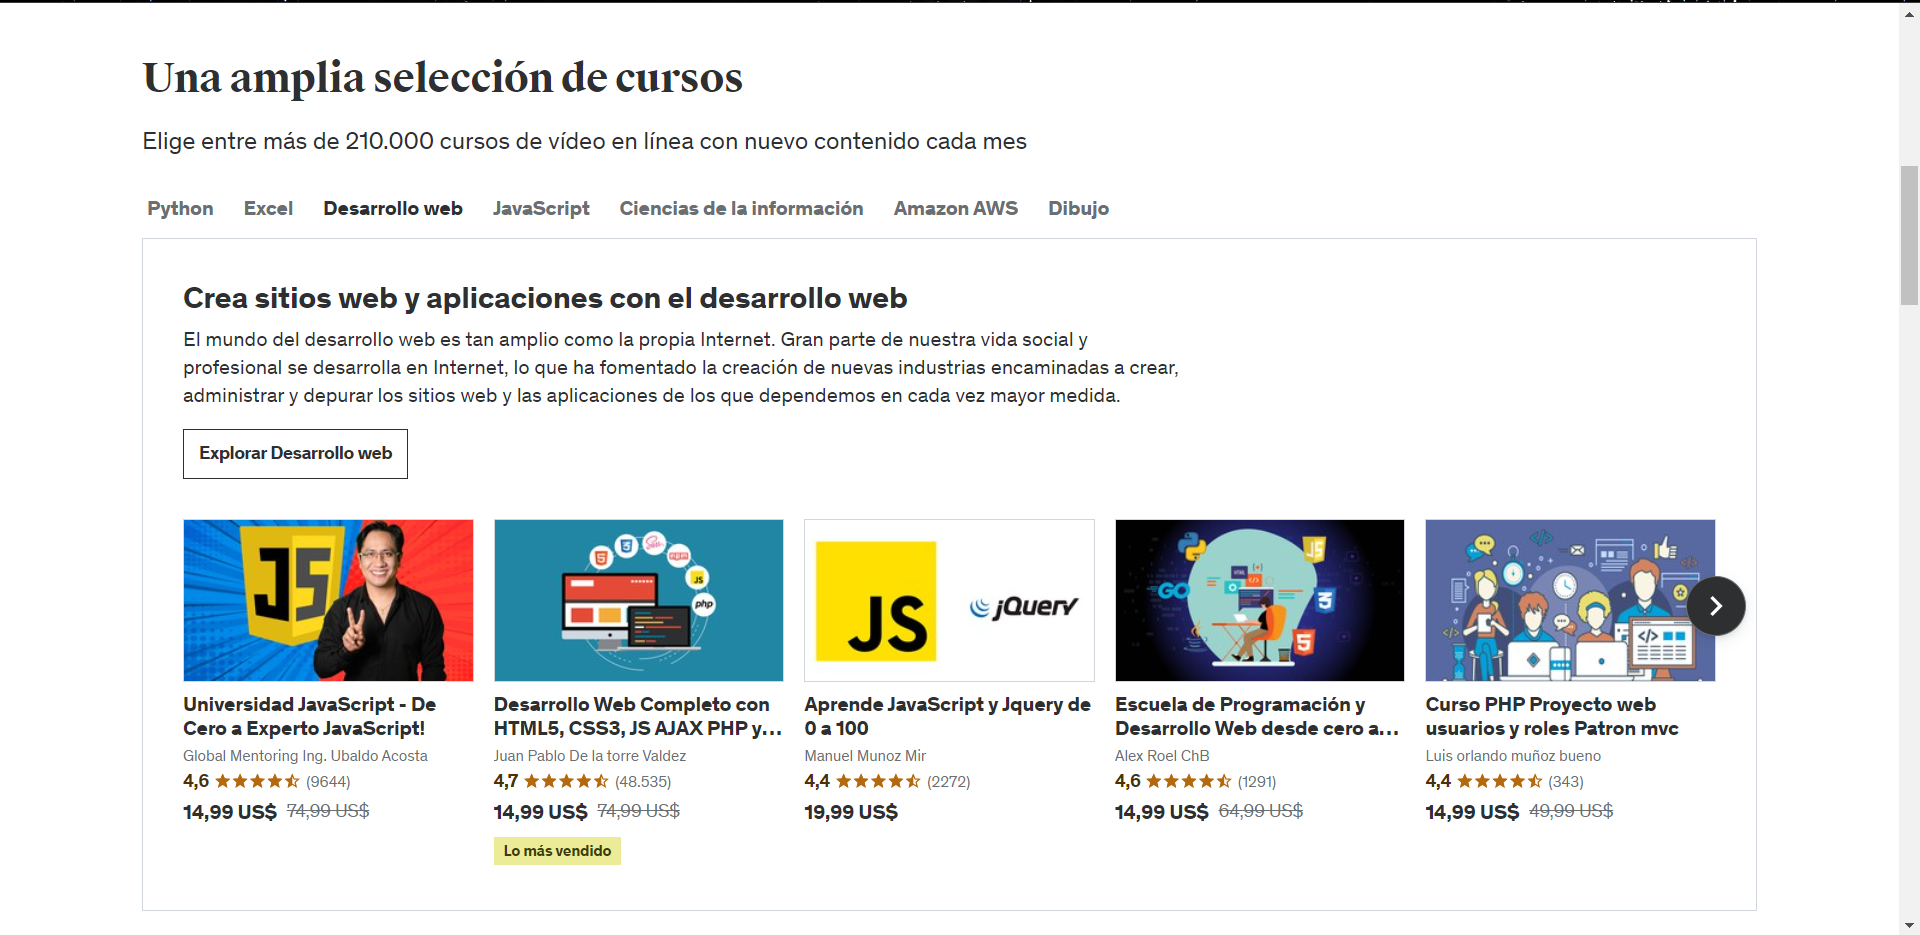 Una amplia selección de cursos
Elige entre más de 210.000 cursos de vídeo en línea con nuevo contenido cada mes
Python Excel Desarrollo web JavaScript Ciencias de la información Amazon AWS Dibujo
Crea sitios web y aplicaciones con el desarrollo web
El mundo del desarrollo web es tan amplio como la propia Internet. Gran parte de nuestra vida social y
profesional se desarrolla en Internet, lo que ha fomentado la creación de nuevas industrias encaminadas a crear,
administrar y depurar los sitios web y las aplicaciones de los que dependemos en cada vez mayor medida.
Explorar Desarrollo web
JS
Universidad JavaScript - De
Cero a Experto JavaScript!
Global Mentoring Ing. Ubaldo Acosta
4,6 (9644)
14,99 US$ 74,99 US$
5
3
Sass
npm
JS
php
Desarrollo Web Completo con
HTML5, CSS3, JS AJAX PHP y...
Juan Pablo De la torre Valdez
4,7 (48.535)
14,99 US$ 74,99 US$
Lo más vendido
JS
jQuery
Aprende JavaScript y Jquery de
0 a 100
Manuel Munoz Mir
4,4 (2272)
19,99 US$
JS
HTML
</>
GO
3
5
Escuela de Programación y
Desarrollo Web desde cero a...
Alex Roel ChB
4,6 (1291)
14,99 US$ 64,99 US$
</>
</>
</>
Curso PHP Proyecto web
usuarios y roles Patron mvc
Luis orlando muñoz bueno
4,4 (343)
14,99 US$ 49,99 US$